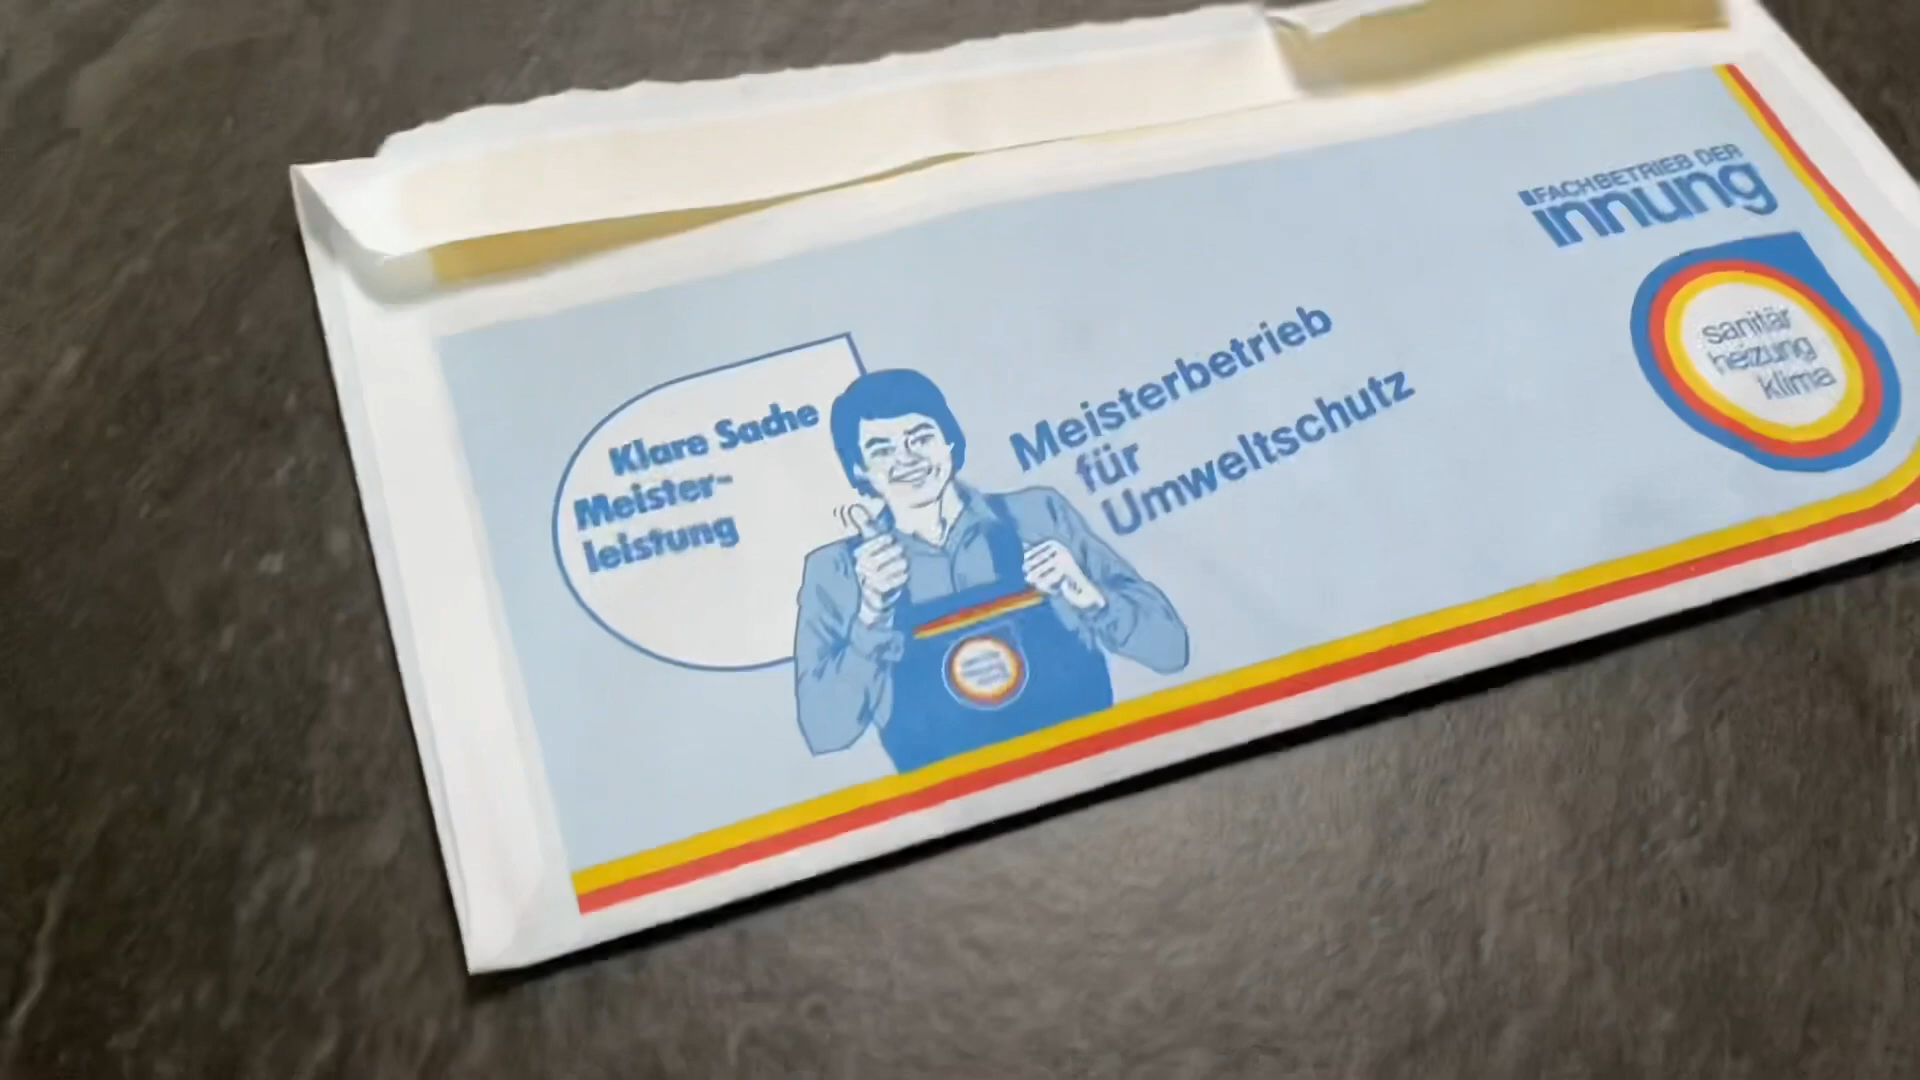 Klare Sache
Meister-
leistung
Meisterbetrieb
für
Umweltschutz
FACHBETRIEB DER
innung
sanitär
heizung
klima